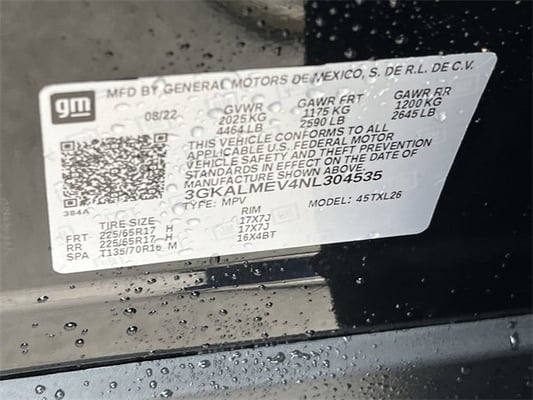 gm
MFD BY GENERAL MOTORS DE MEXICO, S. DE R.L. DE C.V.
08/22 GVWR GAWR FRT GAWR RR
2025 KG 1175 KG 1200 KG
4464 LB 2590 LB 2645 LB
THIS VEHICLE CONFORMS TO ALL
APPLICABLE U.S. FEDERAL MOTOR
VEHICLE SAFETY AND THEFT PREVENTION
STANDARDS IN EFFECT ON THE DATE OF
MANUFACTURE SHOWN ABOVE.
3GKALMEV4NL304535
384A
TYPE: MPV MODEL: 45TXL26
TIRE SIZE RIM
FRT 225/65R17 H 17X7J
RR 225/65R17 H 17X7J
SPA T135/70R16 M 16X4BT